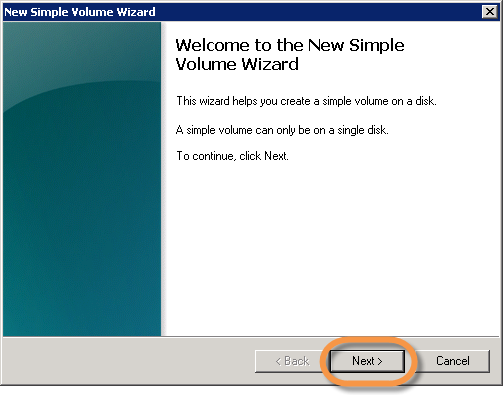 New Simple Volume Wizard
Welcome to the New Simple
Volume Wizard
This wizard helps you create a simple volume on a disk.
A simple volume can only be on a single disk.
To continue, click Next.
< Back
Next >
Cancel